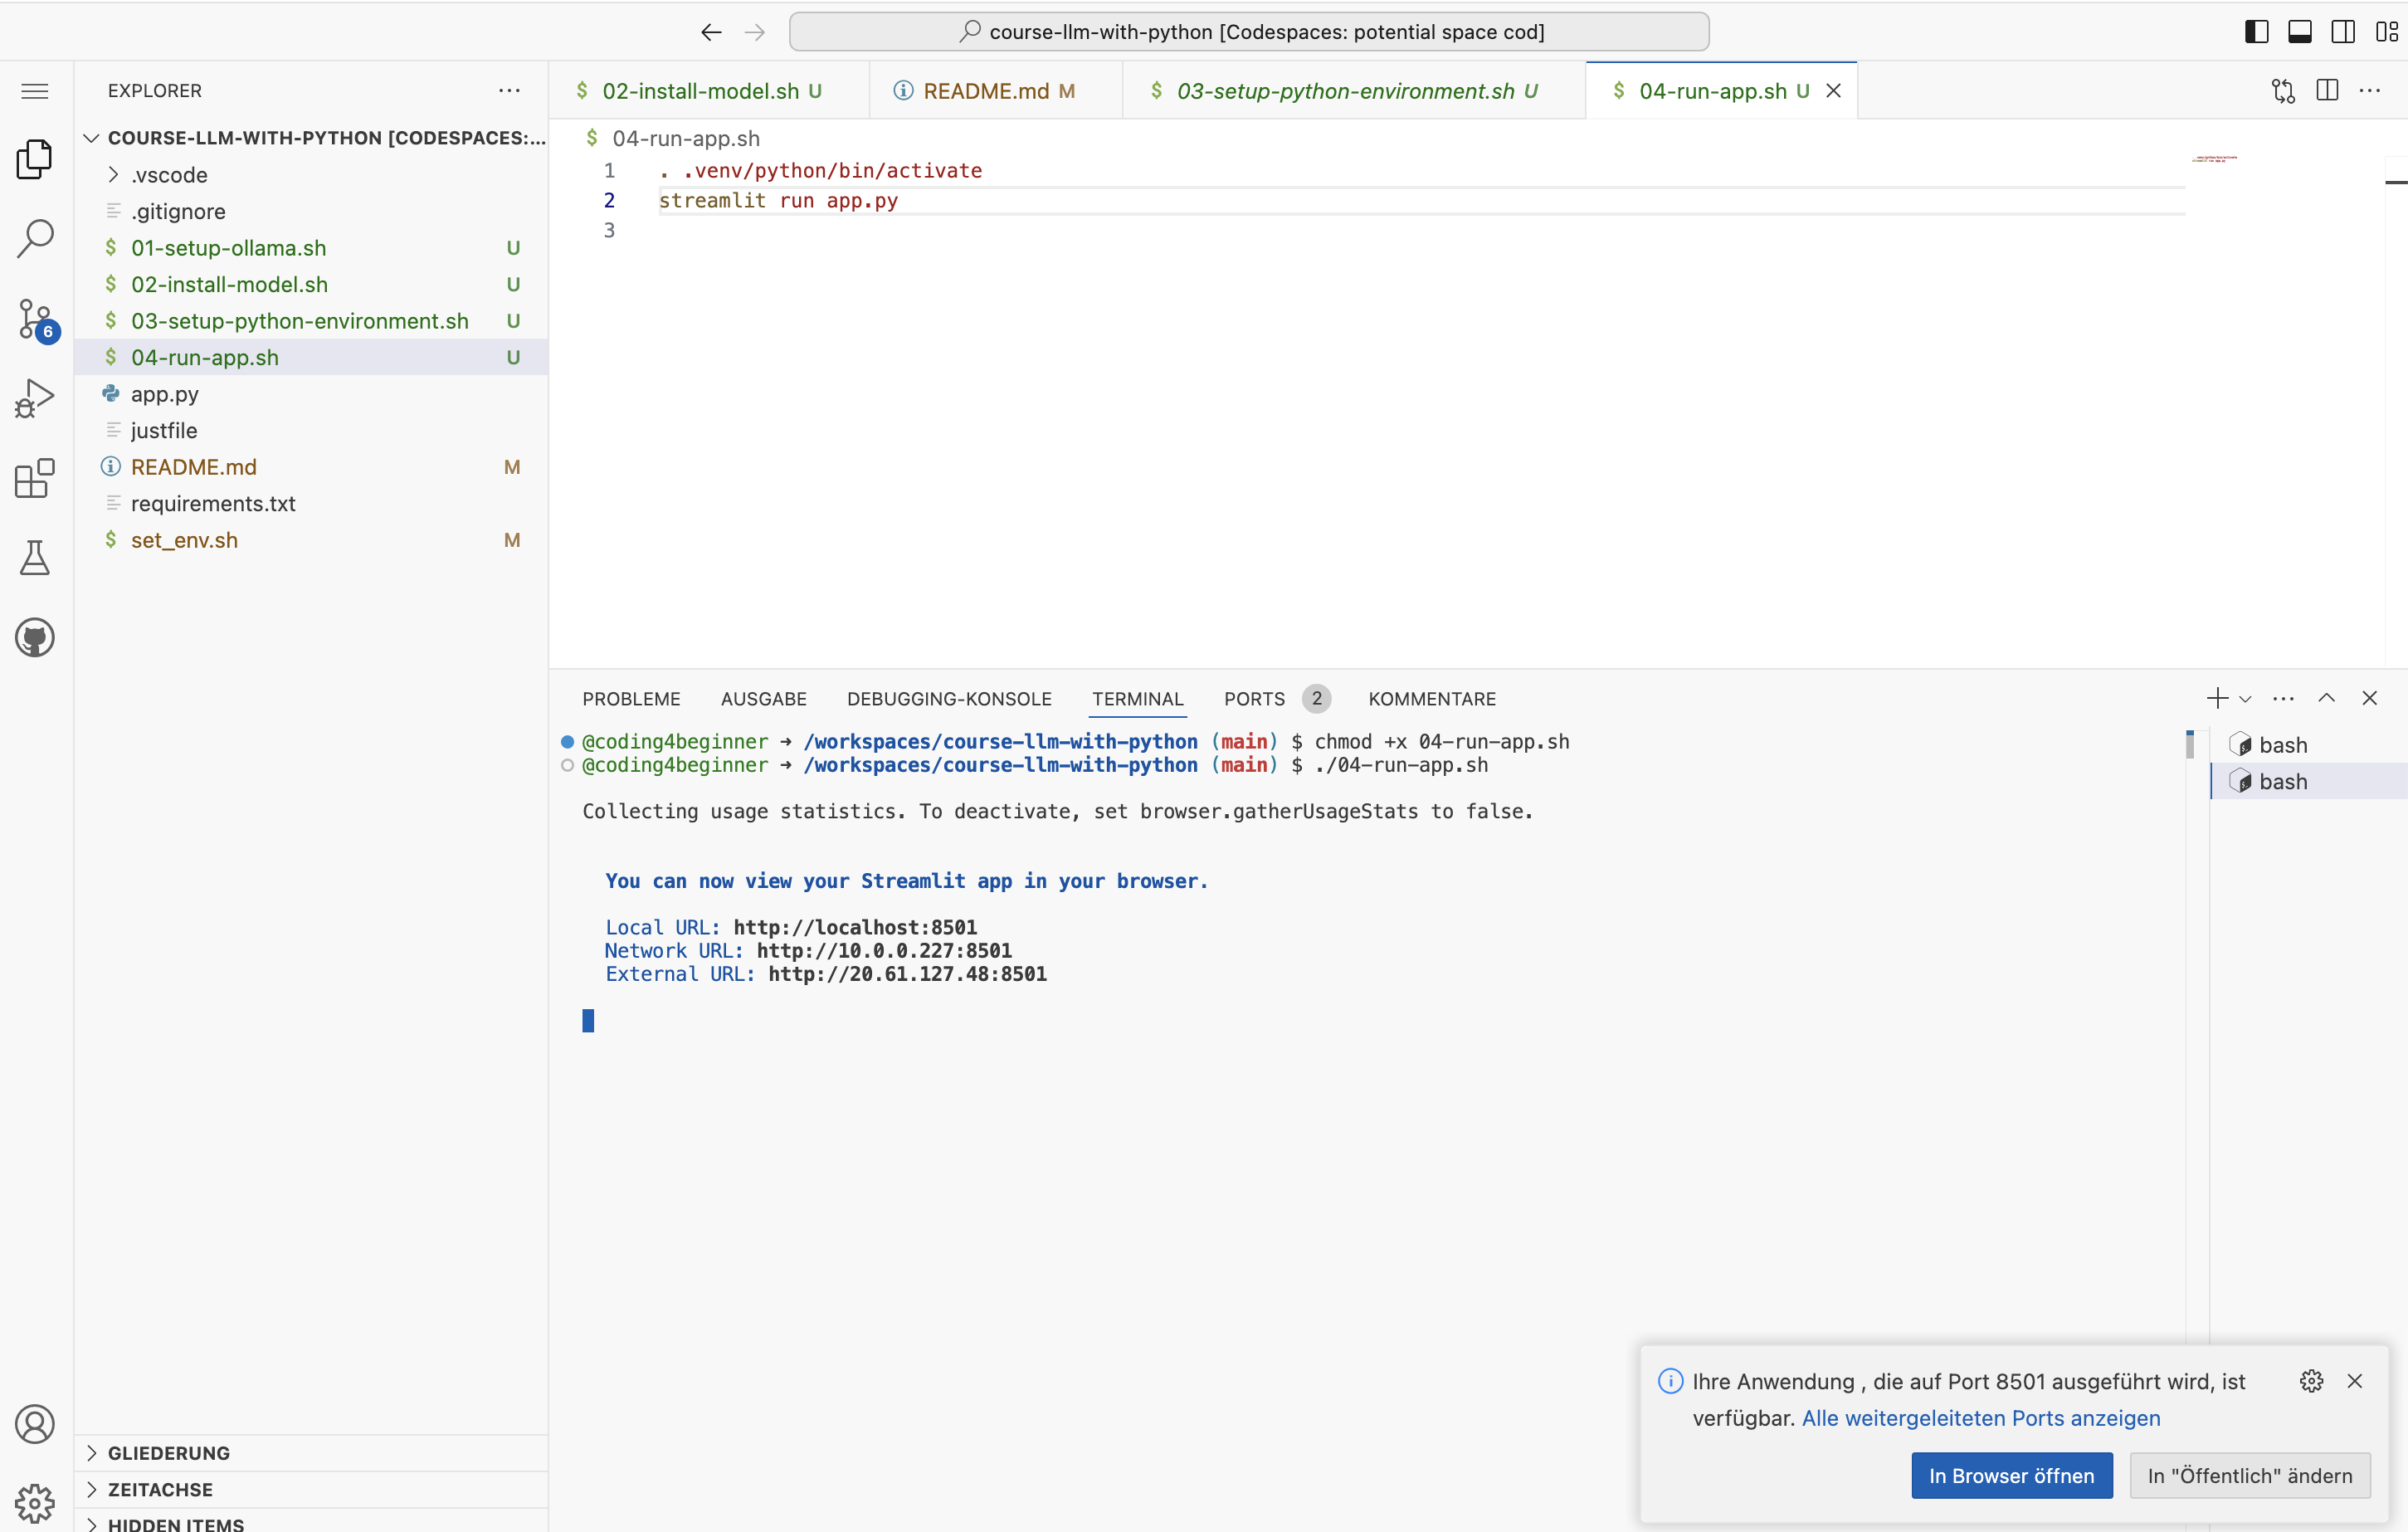 course-llm-with-python [Codespaces: potential space cod]
EXPLORER
COURSE-LLM-WITH-PYTHON [CODESPACES:...
.vscode
.gitignore
$ 01-setup-ollama.sh U
$ 02-install-model.sh U
$ 03-setup-python-environment.sh U
6
$ 04-run-app.sh U
app.py
justfile
README.md M
requirements.txt
$ set_env.sh M
GLIEDERUNG
ZEITACHSE
HIDDEN ITEMS
$ 02-install-model.sh U
README.md M
$ 03-setup-python-environment.sh U
$ 04-run-app.sh U
$ 04-run-app.sh
1 . .venv/python/bin/activate
2 streamlit run app.py
3
PROBLEME AUSGABE DEBUGGING-KONSOLE TERMINAL PORTS 2 KOMMENTARE
@coding4beginner ➜ /workspaces/course-llm-with-python (main) $ chmod +x 04-run-app.sh
@coding4beginner ➜ /workspaces/course-llm-with-python (main) $ ./04-run-app.sh
Collecting usage statistics. To deactivate, set browser.gatherUsageStats to false.
You can now view your Streamlit app in your browser.
Local URL: http://localhost:8501
Network URL: http://10.0.0.227:8501
External URL: http://20.61.127.48:8501
bash
bash
Ihre Anwendung , die auf Port 8501 ausgeführt wird, ist
verfügbar. Alle weitergeleiteten Ports anzeigen
In Browser öffnen
In "Öffentlich" ändern